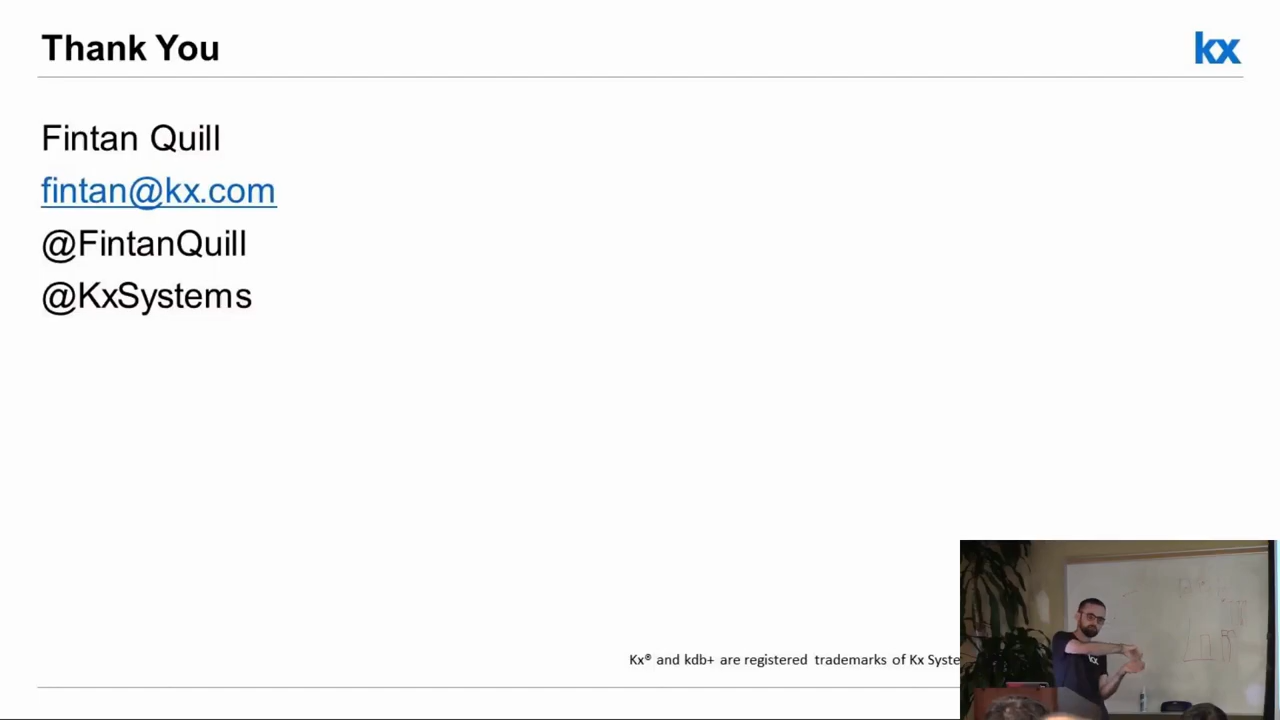 Thank You
kx
Fintan Quill
fintan@kx.com
@FintanQuill
@KxSystems
Kx® and kdb+ are registered trademarks of Kx Syste
kx